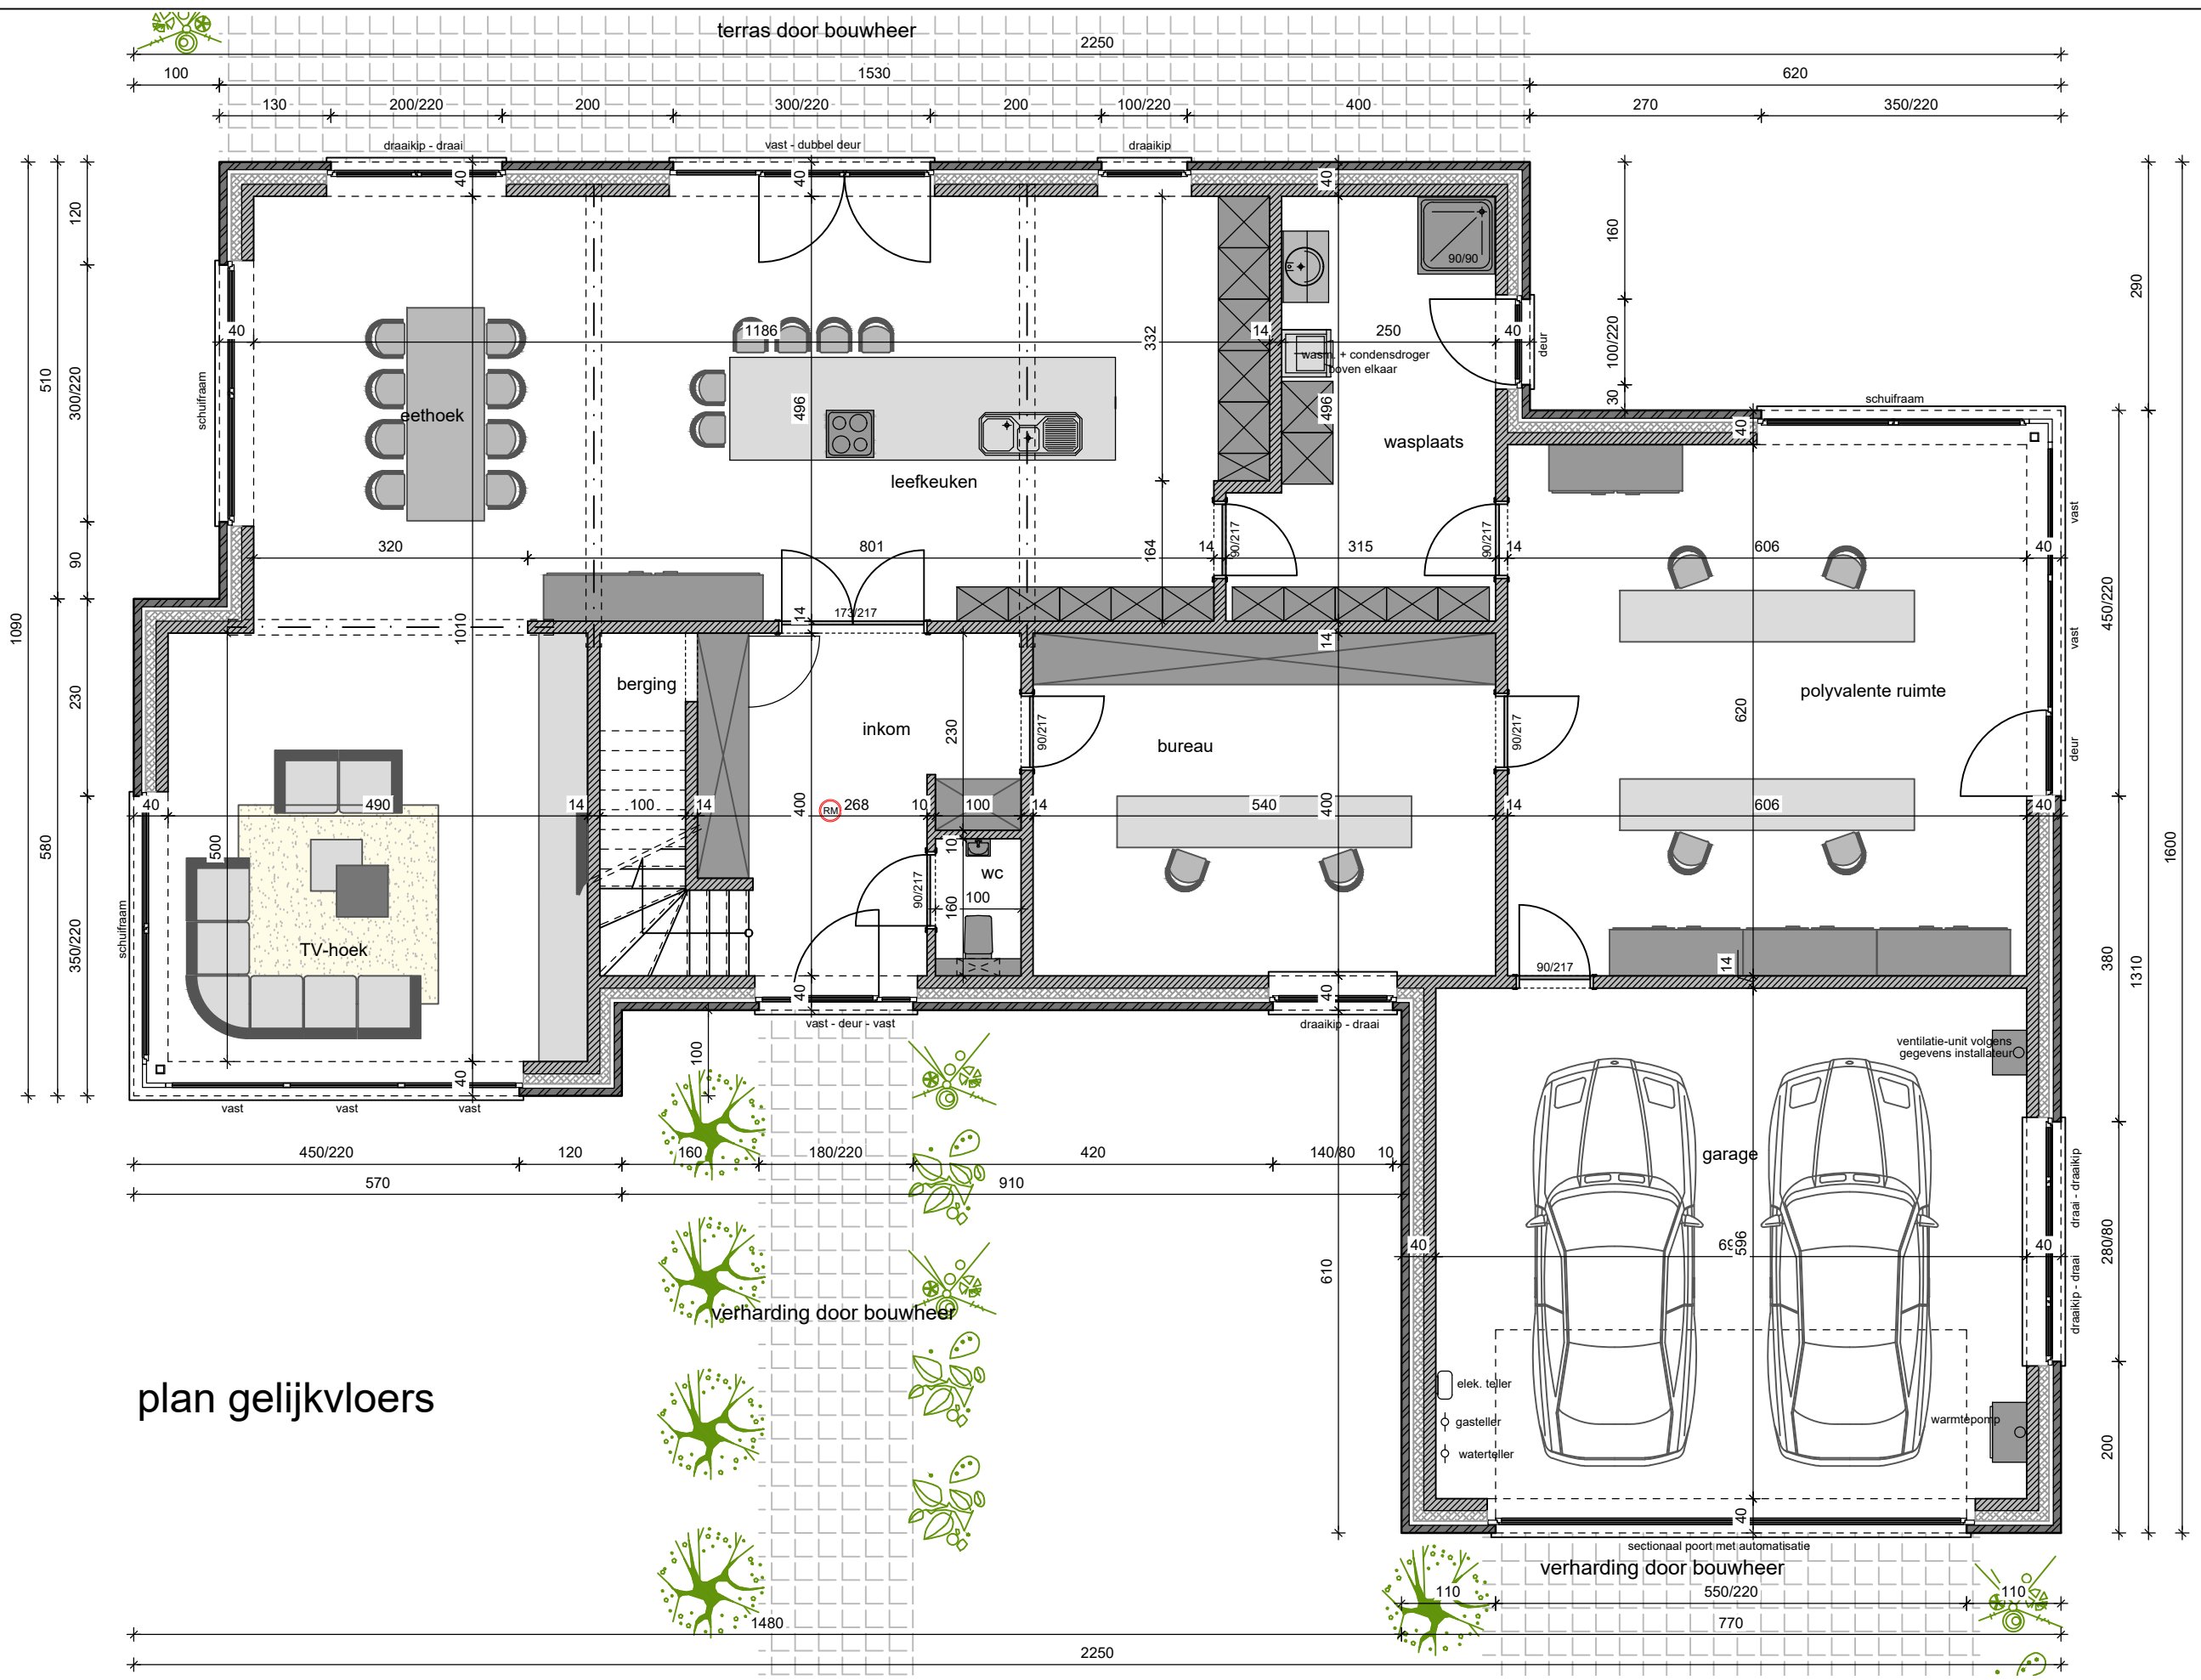 terras door bouwheer
2250
100
1530
620
130
200/220
200
300/220
200
100/220
400
270
350/220
draaikip - draai
vast - dubbel deur
draaikip
40
40
40
120
510
300/220
90
1090
230
580
350/220
schuifraam
schuifraam
160
100/220
30
290
90/90
40
1186
332
14
250
40
deur
wasm. + condensdroger
boven elkaar
eethoek
496
496
wasplaats
leefkeuken
40
schuifraam
vast
320
801
164
14
90/217
315
90/217
14
606
40
450/220
vast
1010
14
173/217
14
berging
inkom
230
90/217
bureau
90/217
620
polyvalente ruimte
deur
40
490
14
100
14
400
RM
268
10
100
14
540
400
14
606
40
500
10
wc
90/217
160
100
TV-hoek
90/217
14
380
1310
1600
40
40
vast - deur - vast
draaikip - draai
100
40
vast
vast
vast
ventilatie-unit volgens
gegevens installateur
450/220
120
160
180/220
420
140/80
10
570
910
garage
draai - draaikip
40
596
40
280/80
610
draaikip - draai
verharding door bouwheer
plan gelijkvloers
elek. teller
gasteller
waterteller
warmtepomp
200
40
sectionaal poort met automatisatie
verharding door bouwheer
110
550/220
110
1480
770
2250